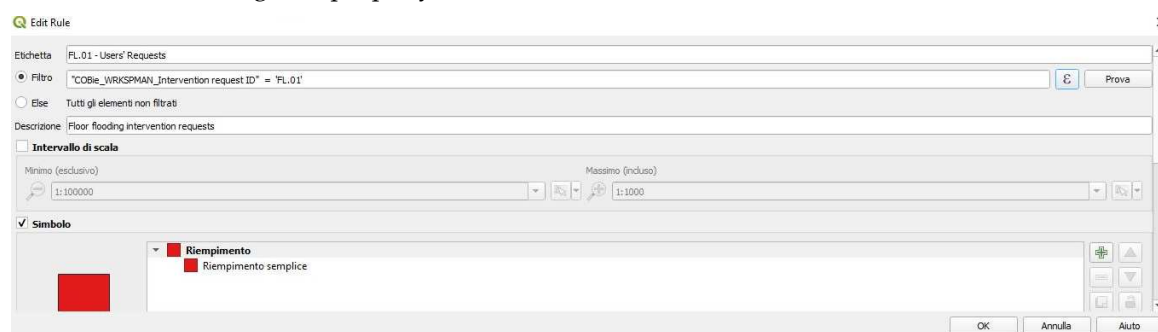 Edit Rule
Etichetta FL.01 - Users' Requests
Filtro "COBie_WRKSPMAN_Intervention request ID" = 'FL.01' ε Prova
Else Tutti gli elementi non filtrati
Descrizione Floor flooding intervention requests
Intervallo di scala
Minimo (esclusivo) Massimo (incluso)
1:100000 1:1000
Simbolo
Riempimento
Riempimento semplice
OK Annulla Aiuto